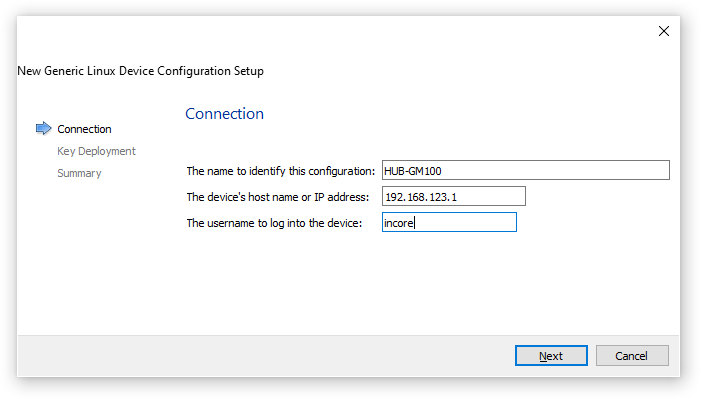 New Generic Linux Device Configuration Setup
Connection
Connection
Key Deployment
Summary
The name to identify this configuration: HUB-GM100
The device's host name or IP address: 192.168.123.1
The username to log into the device: incore
Next Cancel